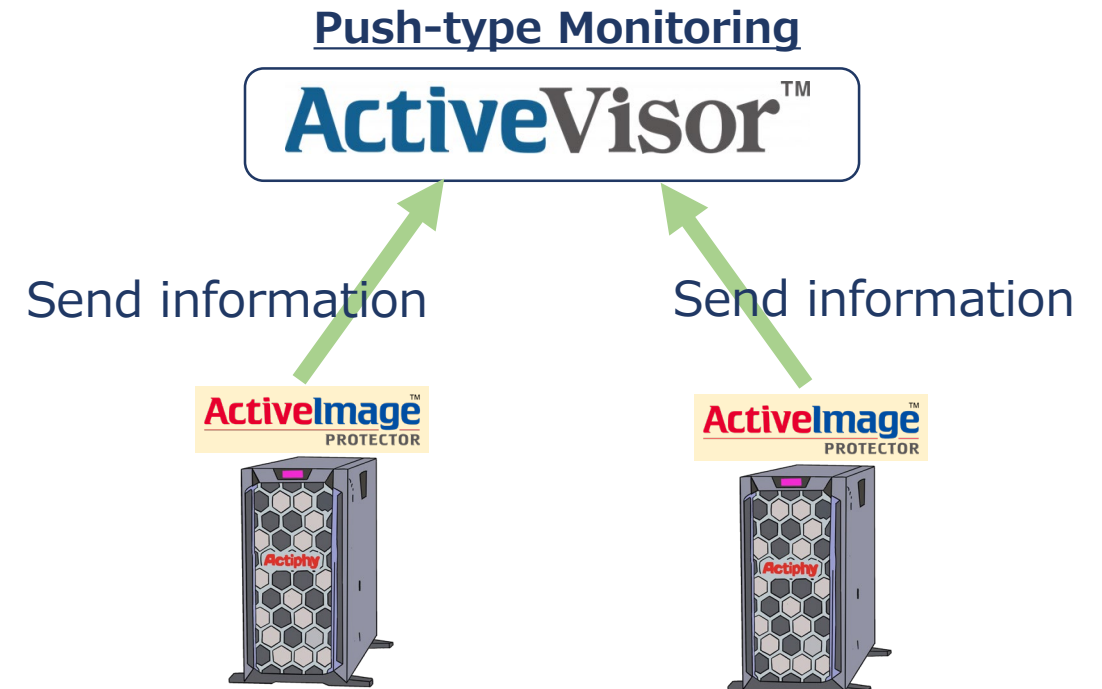 Push-type Monitoring
ActiveVisor™
Send information
Send information
ActiveImage™
PROTECTOR
ActiveImage™
PROTECTOR
Actiphy
Actiphy